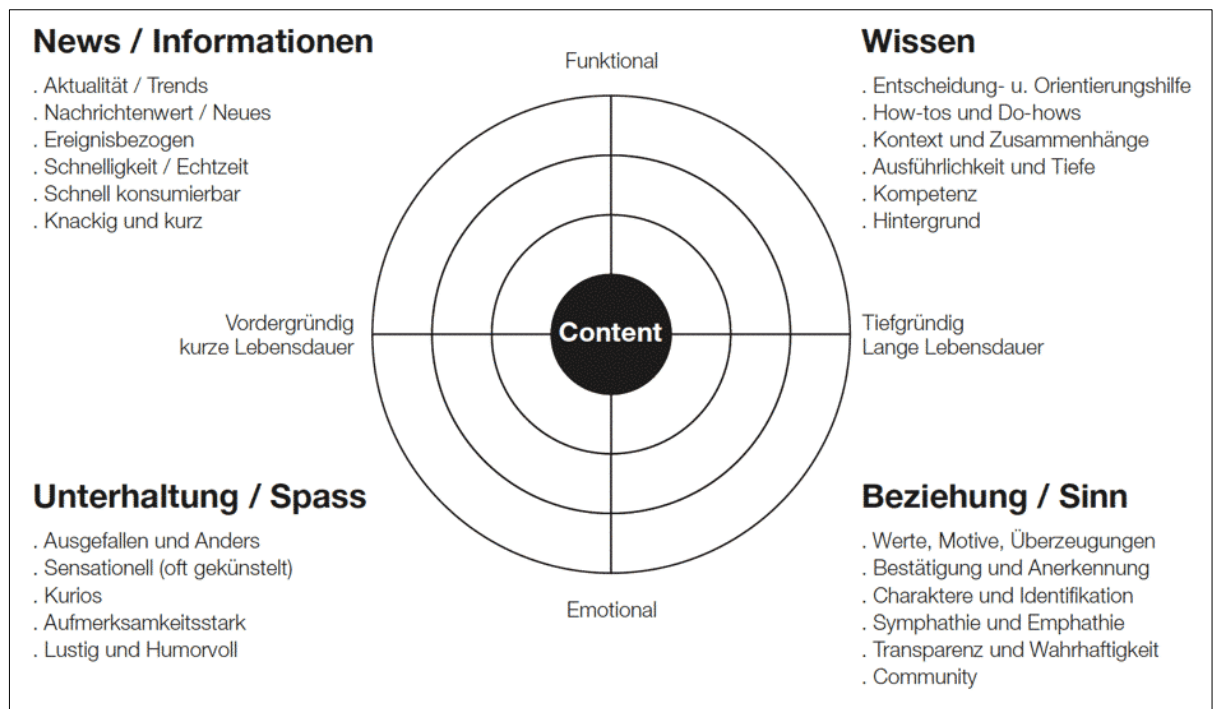 News / Informationen
. Aktualität / Trends
. Nachrichtenwert / Neues
. Ereignisbezogen
. Schnelligkeit / Echtzeit
. Schnell konsumierbar
. Knackig und kurz
Funktional
Wissen
. Entscheidung- u. Orientierungshilfe
. How-tos und Do-hows
. Kontext und Zusammenhänge
. Ausführlichkeit und Tiefe
. Kompetenz
. Hintergrund
Vordergründig
kurze Lebensdauer
Content
Tiefgründig
Lange Lebensdauer
Unterhaltung / Spass
. Ausgefallen und Anders
. Sensationell (oft gekünstelt)
. Kurios
. Aufmerksamkeitsstark
. Lustig und Humorvoll
Emotional
Beziehung / Sinn
. Werte, Motive, Überzeugungen
. Bestätigung und Anerkennung
. Charaktere und Identifikation
. Symphathie und Emphathie
. Transparenz und Wahrhaftigkeit
. Community